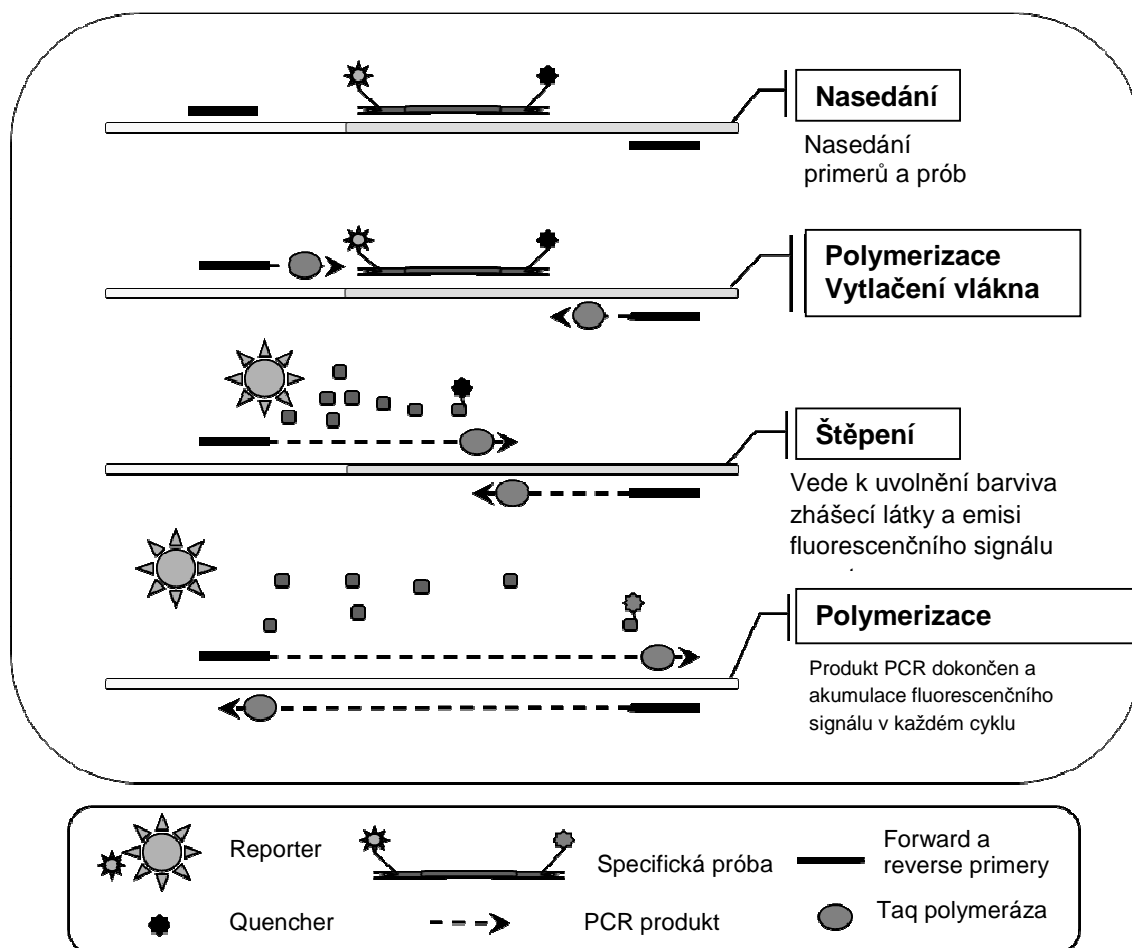 Nasedání
Nasedání
primerů a prób
Polymerizace
Vytlačení vlákna
Štěpení
Vede k uvolnění barviva
zhášecí látky a emisi
fluorescenčního signálu
Polymerizace
Produkt PCR dokončen a
akumulace fluorescenčního
signálu v každém cyklu
Reporter
Specifická próba
Forward a
reverse primery
Quencher
PCR produkt
Taq polymeráza